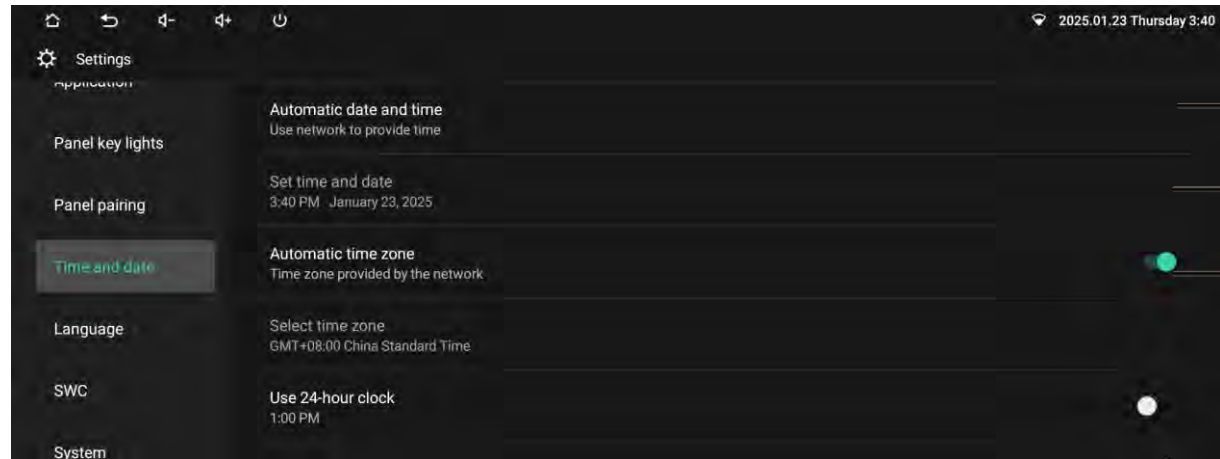 2025.01.23 Thursday 3:40
Settings
Application
Panel key lights
Panel pairing
Time and date
Language
SWC
System
Automatic date and time
Use network to provide time
Set time and date
3:40 PM January 23, 2025
Automatic time zone
Time zone provided by the network
Select time zone
GMT+08:00 China Standard Time
Use 24-hour clock
1:00 PM